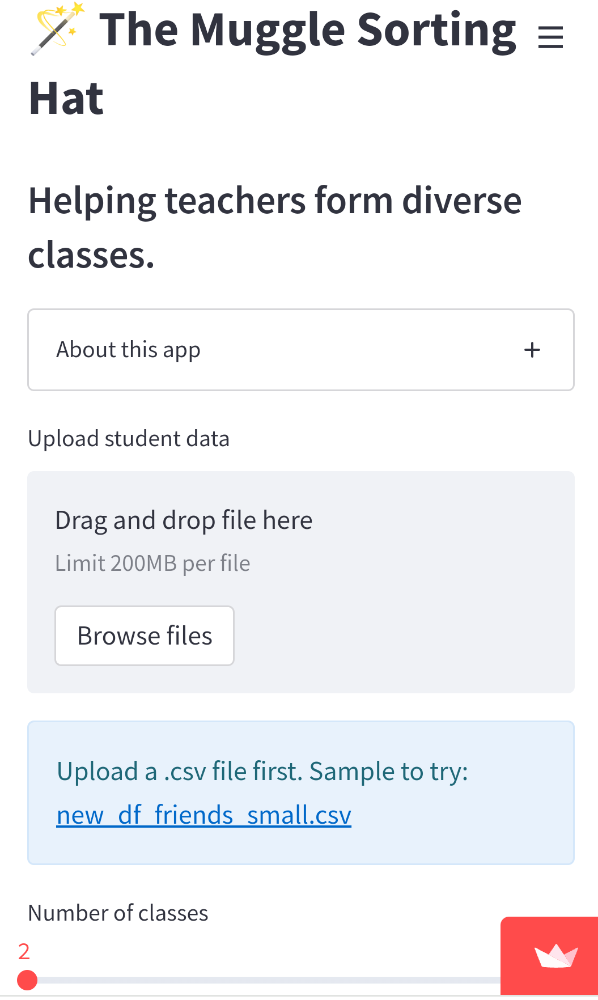 The Muggle Sorting
Hat
Helping teachers form diverse
classes.
About this app
Upload student data
Drag and drop file here
Limit 200MB per file
Browse files
Upload a .csv file first. Sample to try:
new_df_friends_small.csv
Number of classes
2